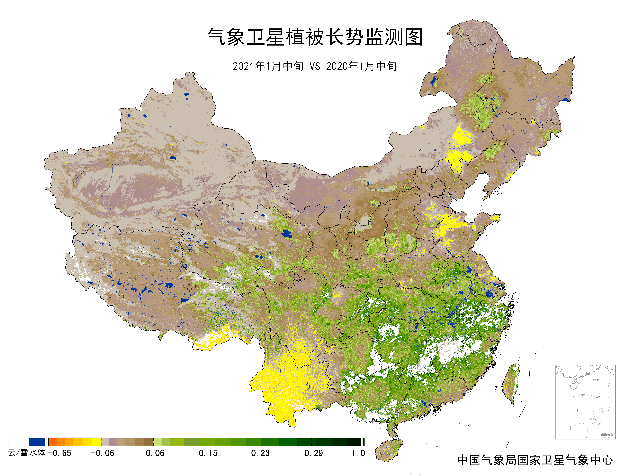 气象卫星植被长势监测图
2021年1月中旬 VS 2020年1月中旬
云/雪 水体 -0.65 -0.06 0.06 0.15 0.23 0.29 1.0
中国气象局国家卫星气象中心